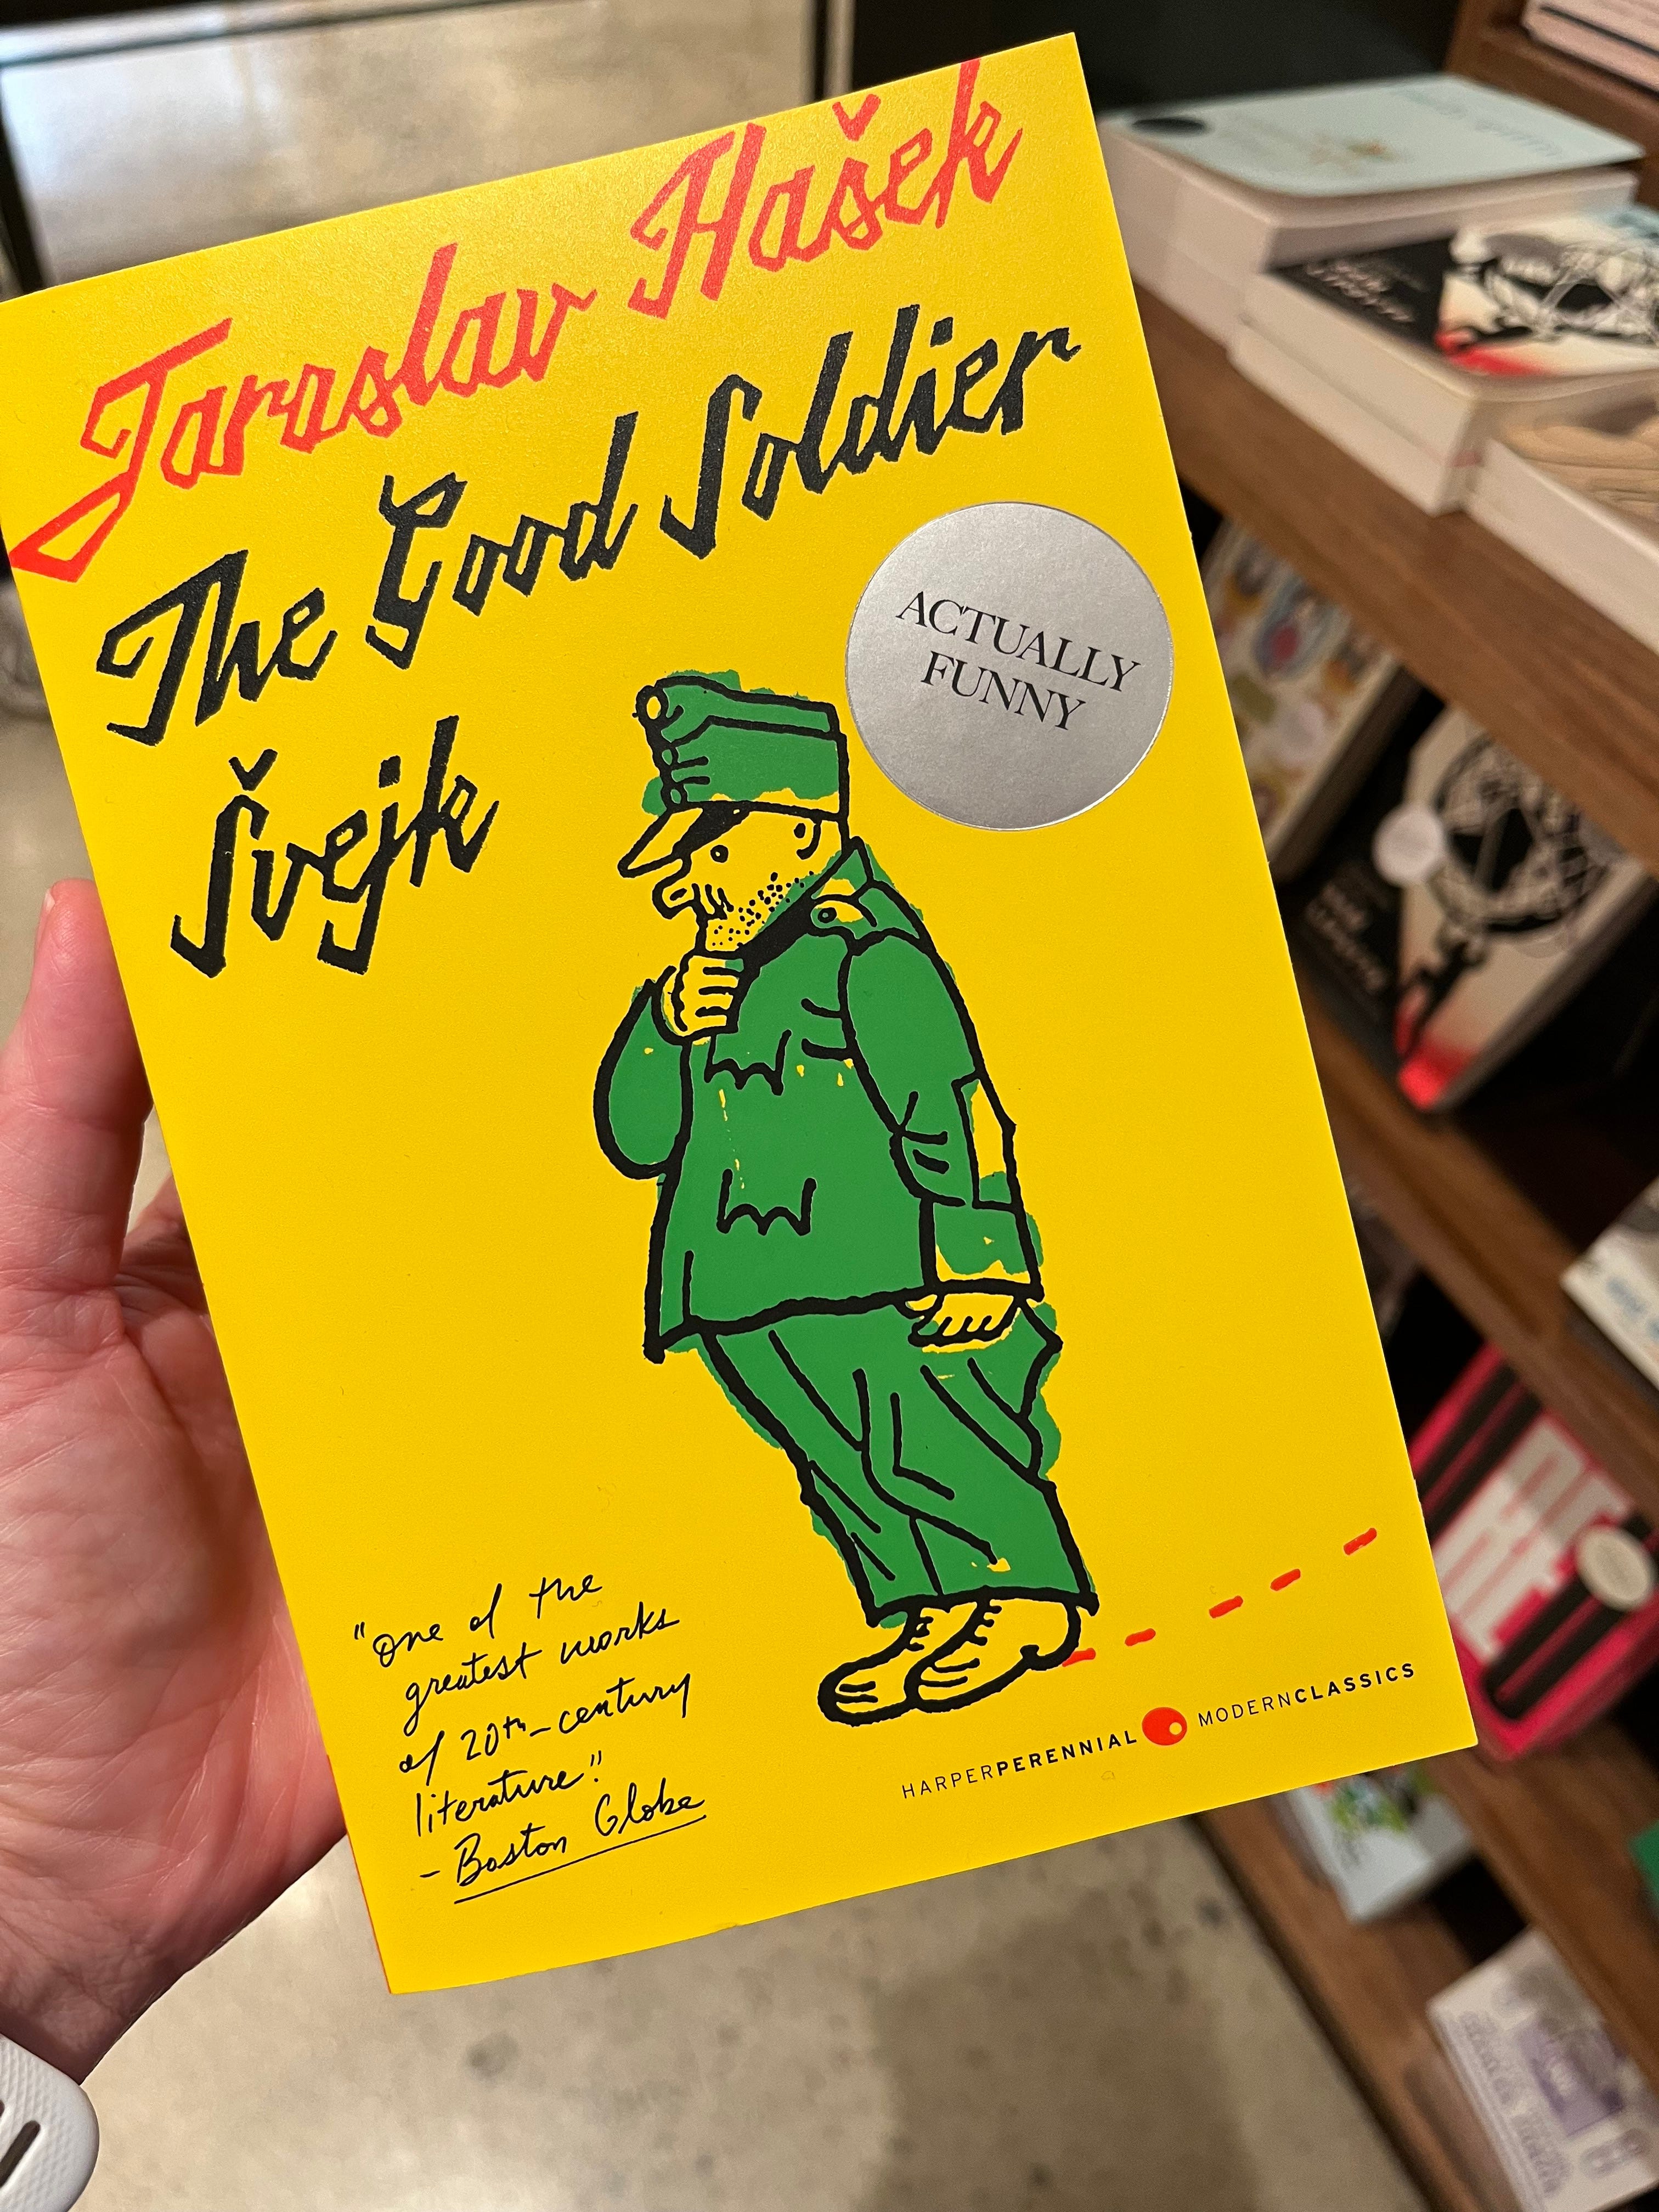 Jaroslav Hašek
The Good Soldier
Švejk
ACTUALLY
FUNNY
"one of the
greatest works
of 20th-century
literature."
- Boston Globe
HARPERPERENNIAL MODERNCLASSICS